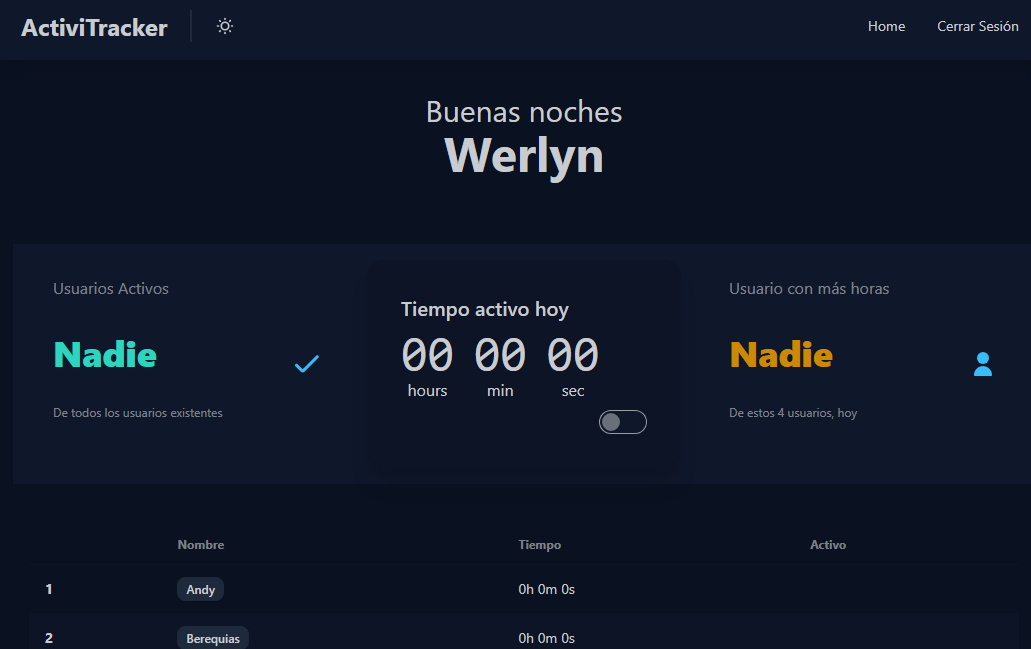 ActiviTracker
Home Cerrar Sesión
Buenas noches
Werlyn
Usuarios Activos
Nadie
De todos los usuarios existentes
Tiempo activo hoy
00 00 00
hours min sec
Usuario con más horas
Nadie
De estos 4 usuarios, hoy
Nombre Tiempo Activo
1 Andy 0h 0m 0s
2 Berequias 0h 0m 0s